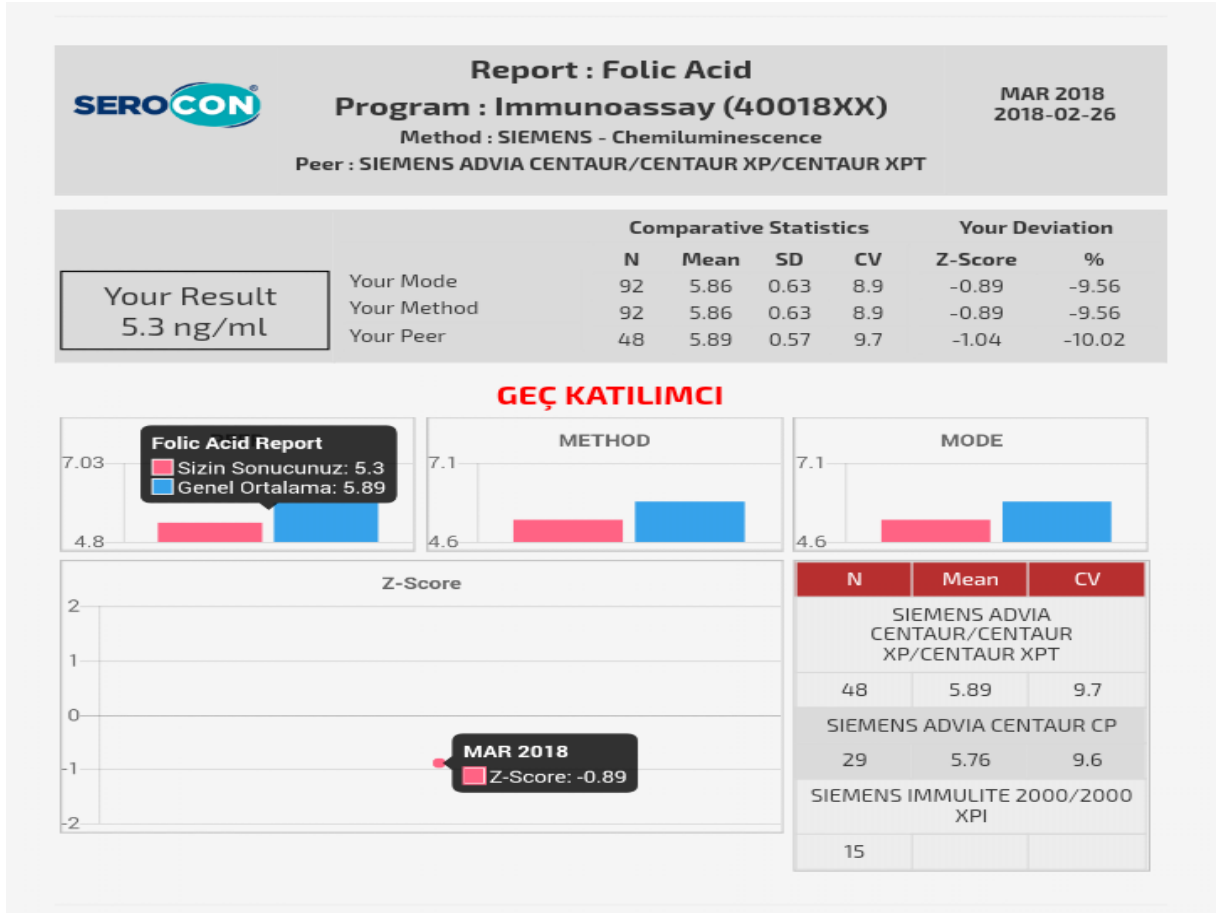 SEROCON®
Report : Folic Acid
Program : Immunoassay (40018XX)
Method : SIEMENS - Chemiluminescence
Peer : SIEMENS ADVIA CENTAUR/CENTAUR XP/CENTAUR XPT
MAR 2018
2018-02-26
Comparative Statistics Your Deviation
N Mean SD CV Z-Score %
Your Result
5.3 ng/ml
Your Mode 92 5.86 0.63 8.9 -0.89 -9.56
Your Method 92 5.86 0.63 8.9 -0.89 -9.56
Your Peer 48 5.89 0.57 9.7 -1.04 -10.02
GEÇ KATILIMCI
Folic Acid Report
Sizin Sonucunuz: 5.3
Genel Ortalama: 5.89
7.03
4.8
METHOD
7.1
4.6
MODE
7.1
4.6
Z-Score
2
1
0
-1
-2
MAR 2018
Z-Score: -0.89
N Mean CV
SIEMENS ADVIA
CENTAUR/CENTAUR
XP/CENTAUR XPT
48 5.89 9.7
SIEMENS ADVIA CENTAUR CP
29 5.76 9.6
SIEMENS IMMULITE 2000/2000
XPI
15